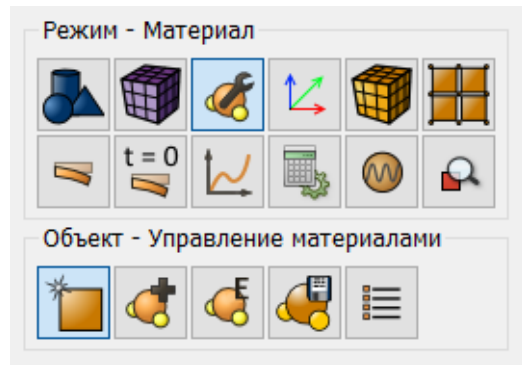 Режим - Материал
t = 0
Объект - Управление материалами
E